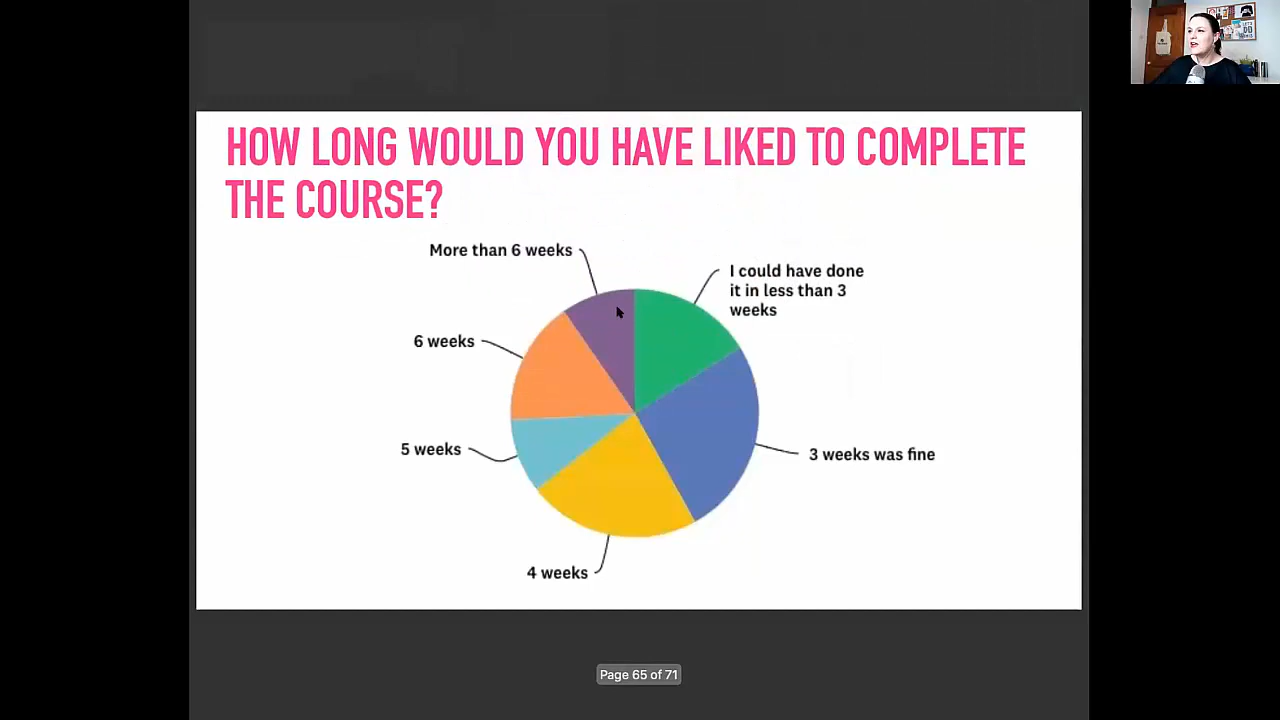 HOW LONG WOULD YOU HAVE LIKED TO COMPLETE
THE COURSE?
More than 6 weeks
I could have done
it in less than 3
weeks
6 weeks
5 weeks
3 weeks was fine
4 weeks
Page 65 of 71